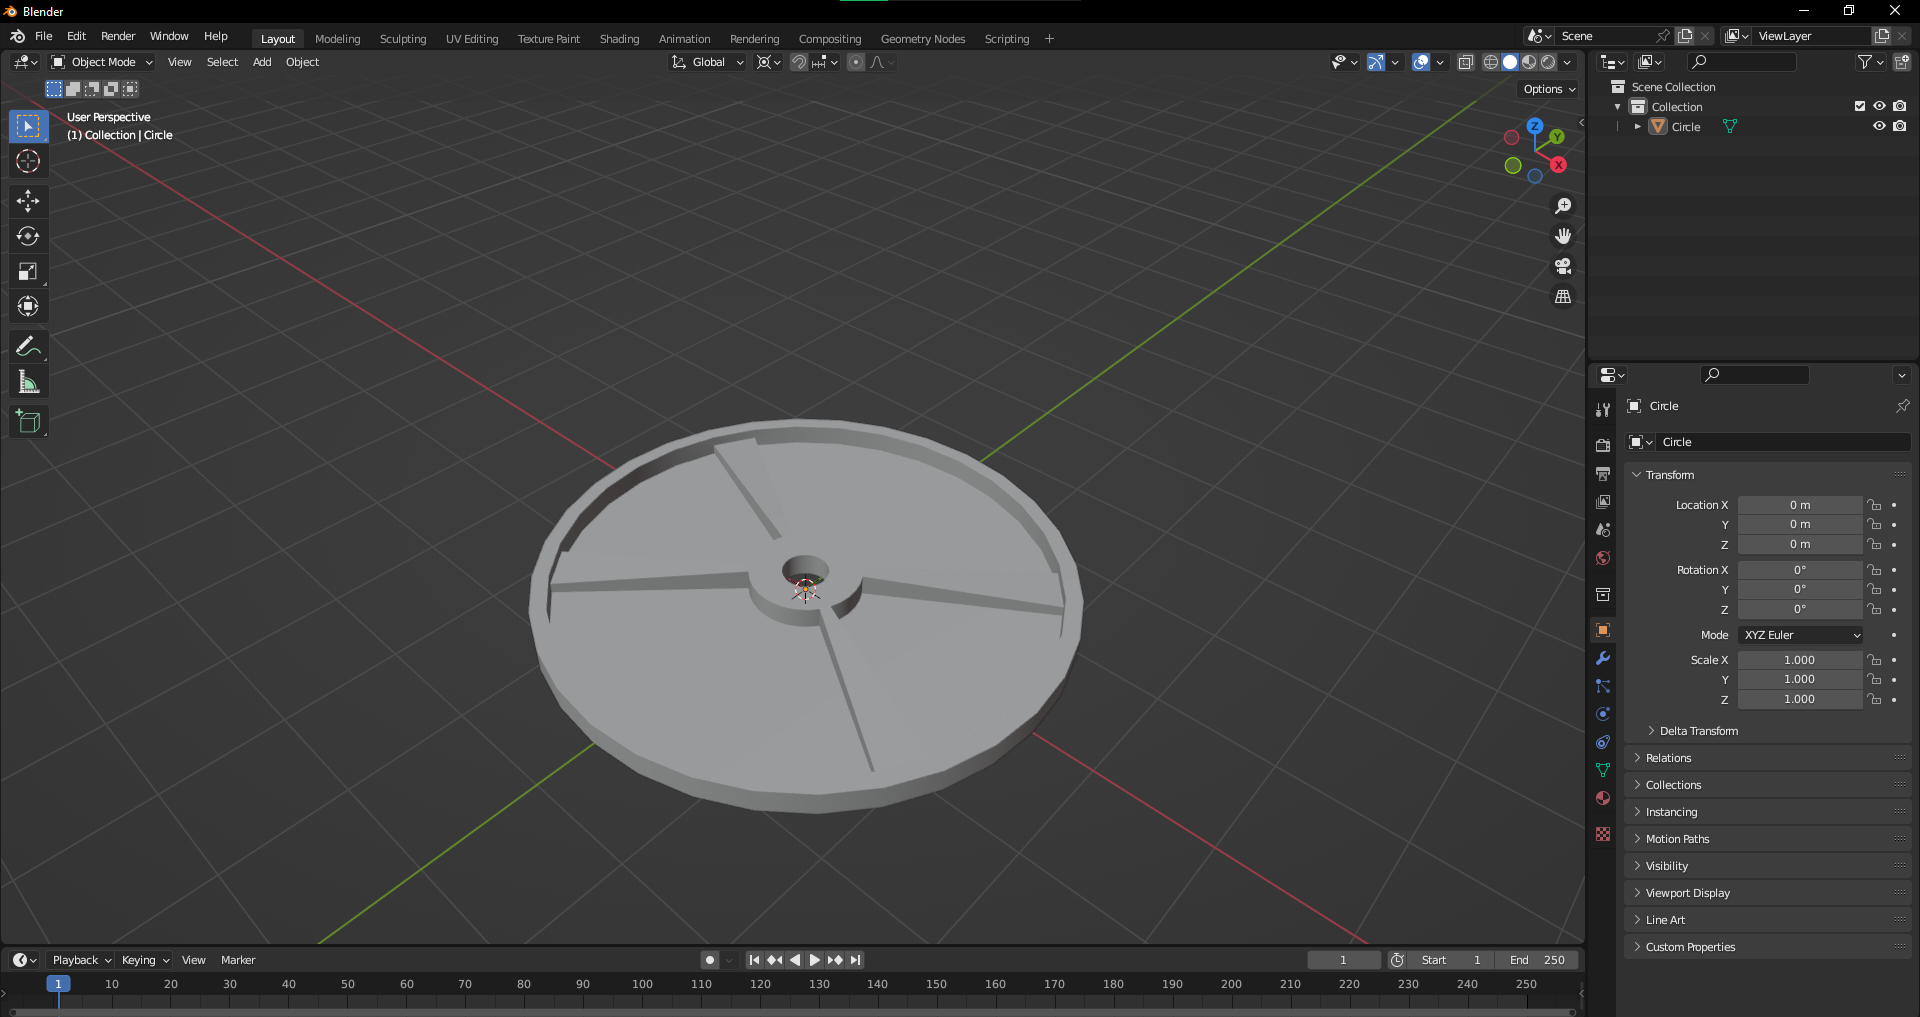 Blender
File Edit Render Window Help Layout Modeling Sculpting UV Editing Texture Paint Shading Animation Rendering Compositing Geometry Nodes Scripting + Scene ViewLayer
Object Mode View Select Add Object Global
Options
User Perspective
(1) Collection | Circle
Z
Y
X
Scene Collection
Collection
Circle
Circle
Circle
Transform
Location X 0 m
Y 0 m
Z 0 m
Rotation X 0°
Y 0°
Z 0°
Mode XYZ Euler
Scale X 1.000
Y 1.000
Z 1.000
Delta Transform
Relations
Collections
Instancing
Motion Paths
Visibility
Viewport Display
Line Art
Custom Properties
Playback Keying View Marker 1 Start 1 End 250
1 10 20 30 40 50 60 70 80 90 100 110 120 130 140 150 160 170 180 190 200 210 220 230 240 250